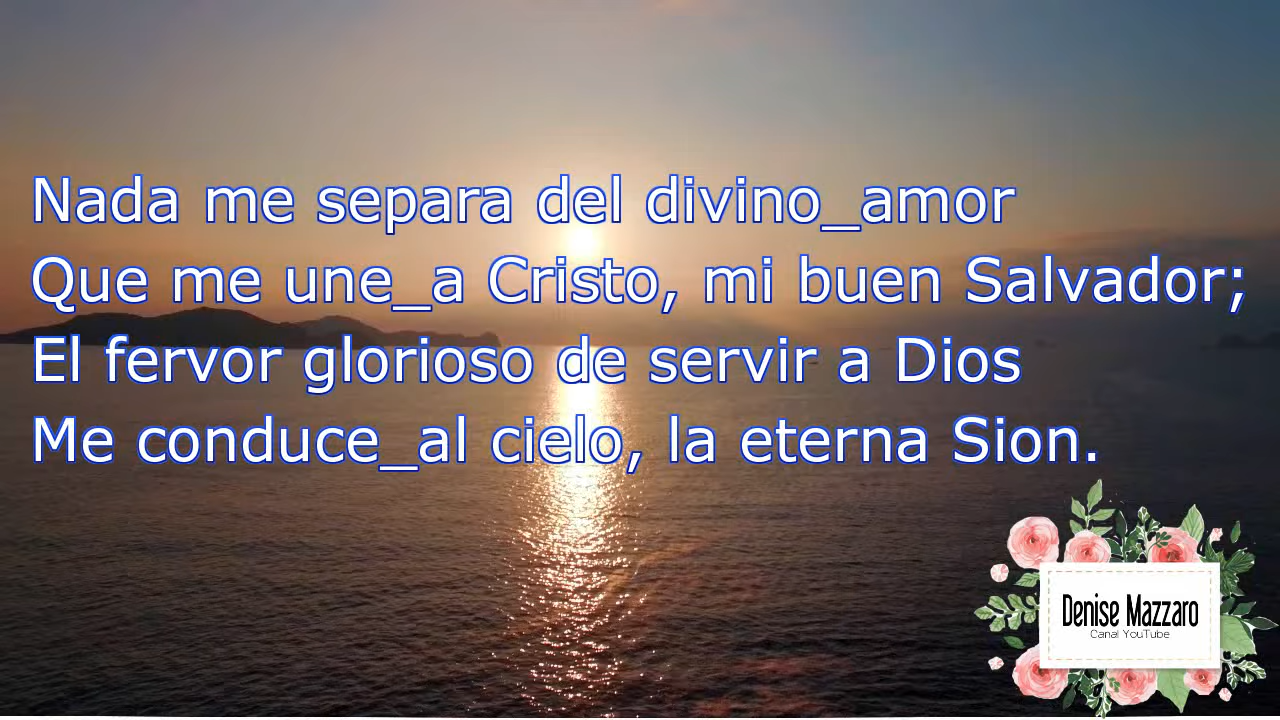 Nada me separa del divino_amor
Que me une_a Cristo, mi buen Salvador;
El fervor glorioso de servir a Dios
Me conduce_al cielo, la eterna Sion.
Denise Mazzaro
Canal YouTube